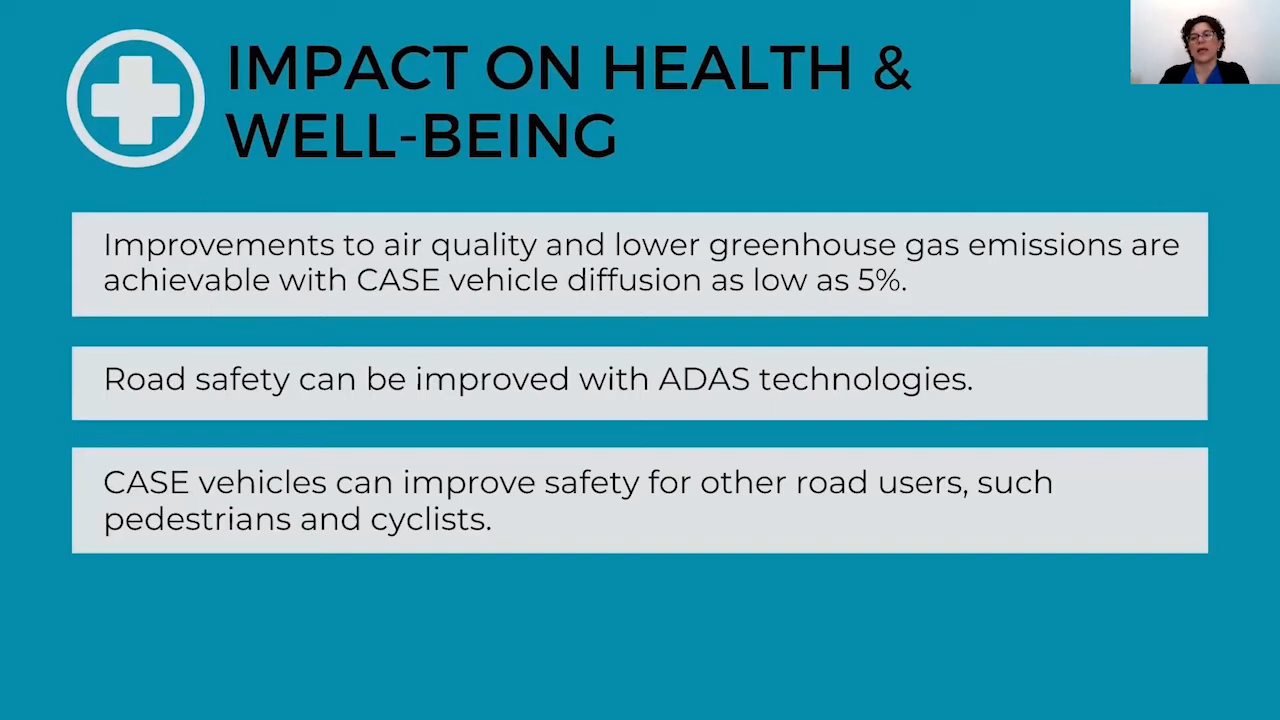 IMPACT ON HEALTH &
WELL-BEING
Improvements to air quality and lower greenhouse gas emissions are
achievable with CASE vehicle diffusion as low as 5%.
Road safety can be improved with ADAS technologies.
CASE vehicles can improve safety for other road users, such
pedestrians and cyclists.